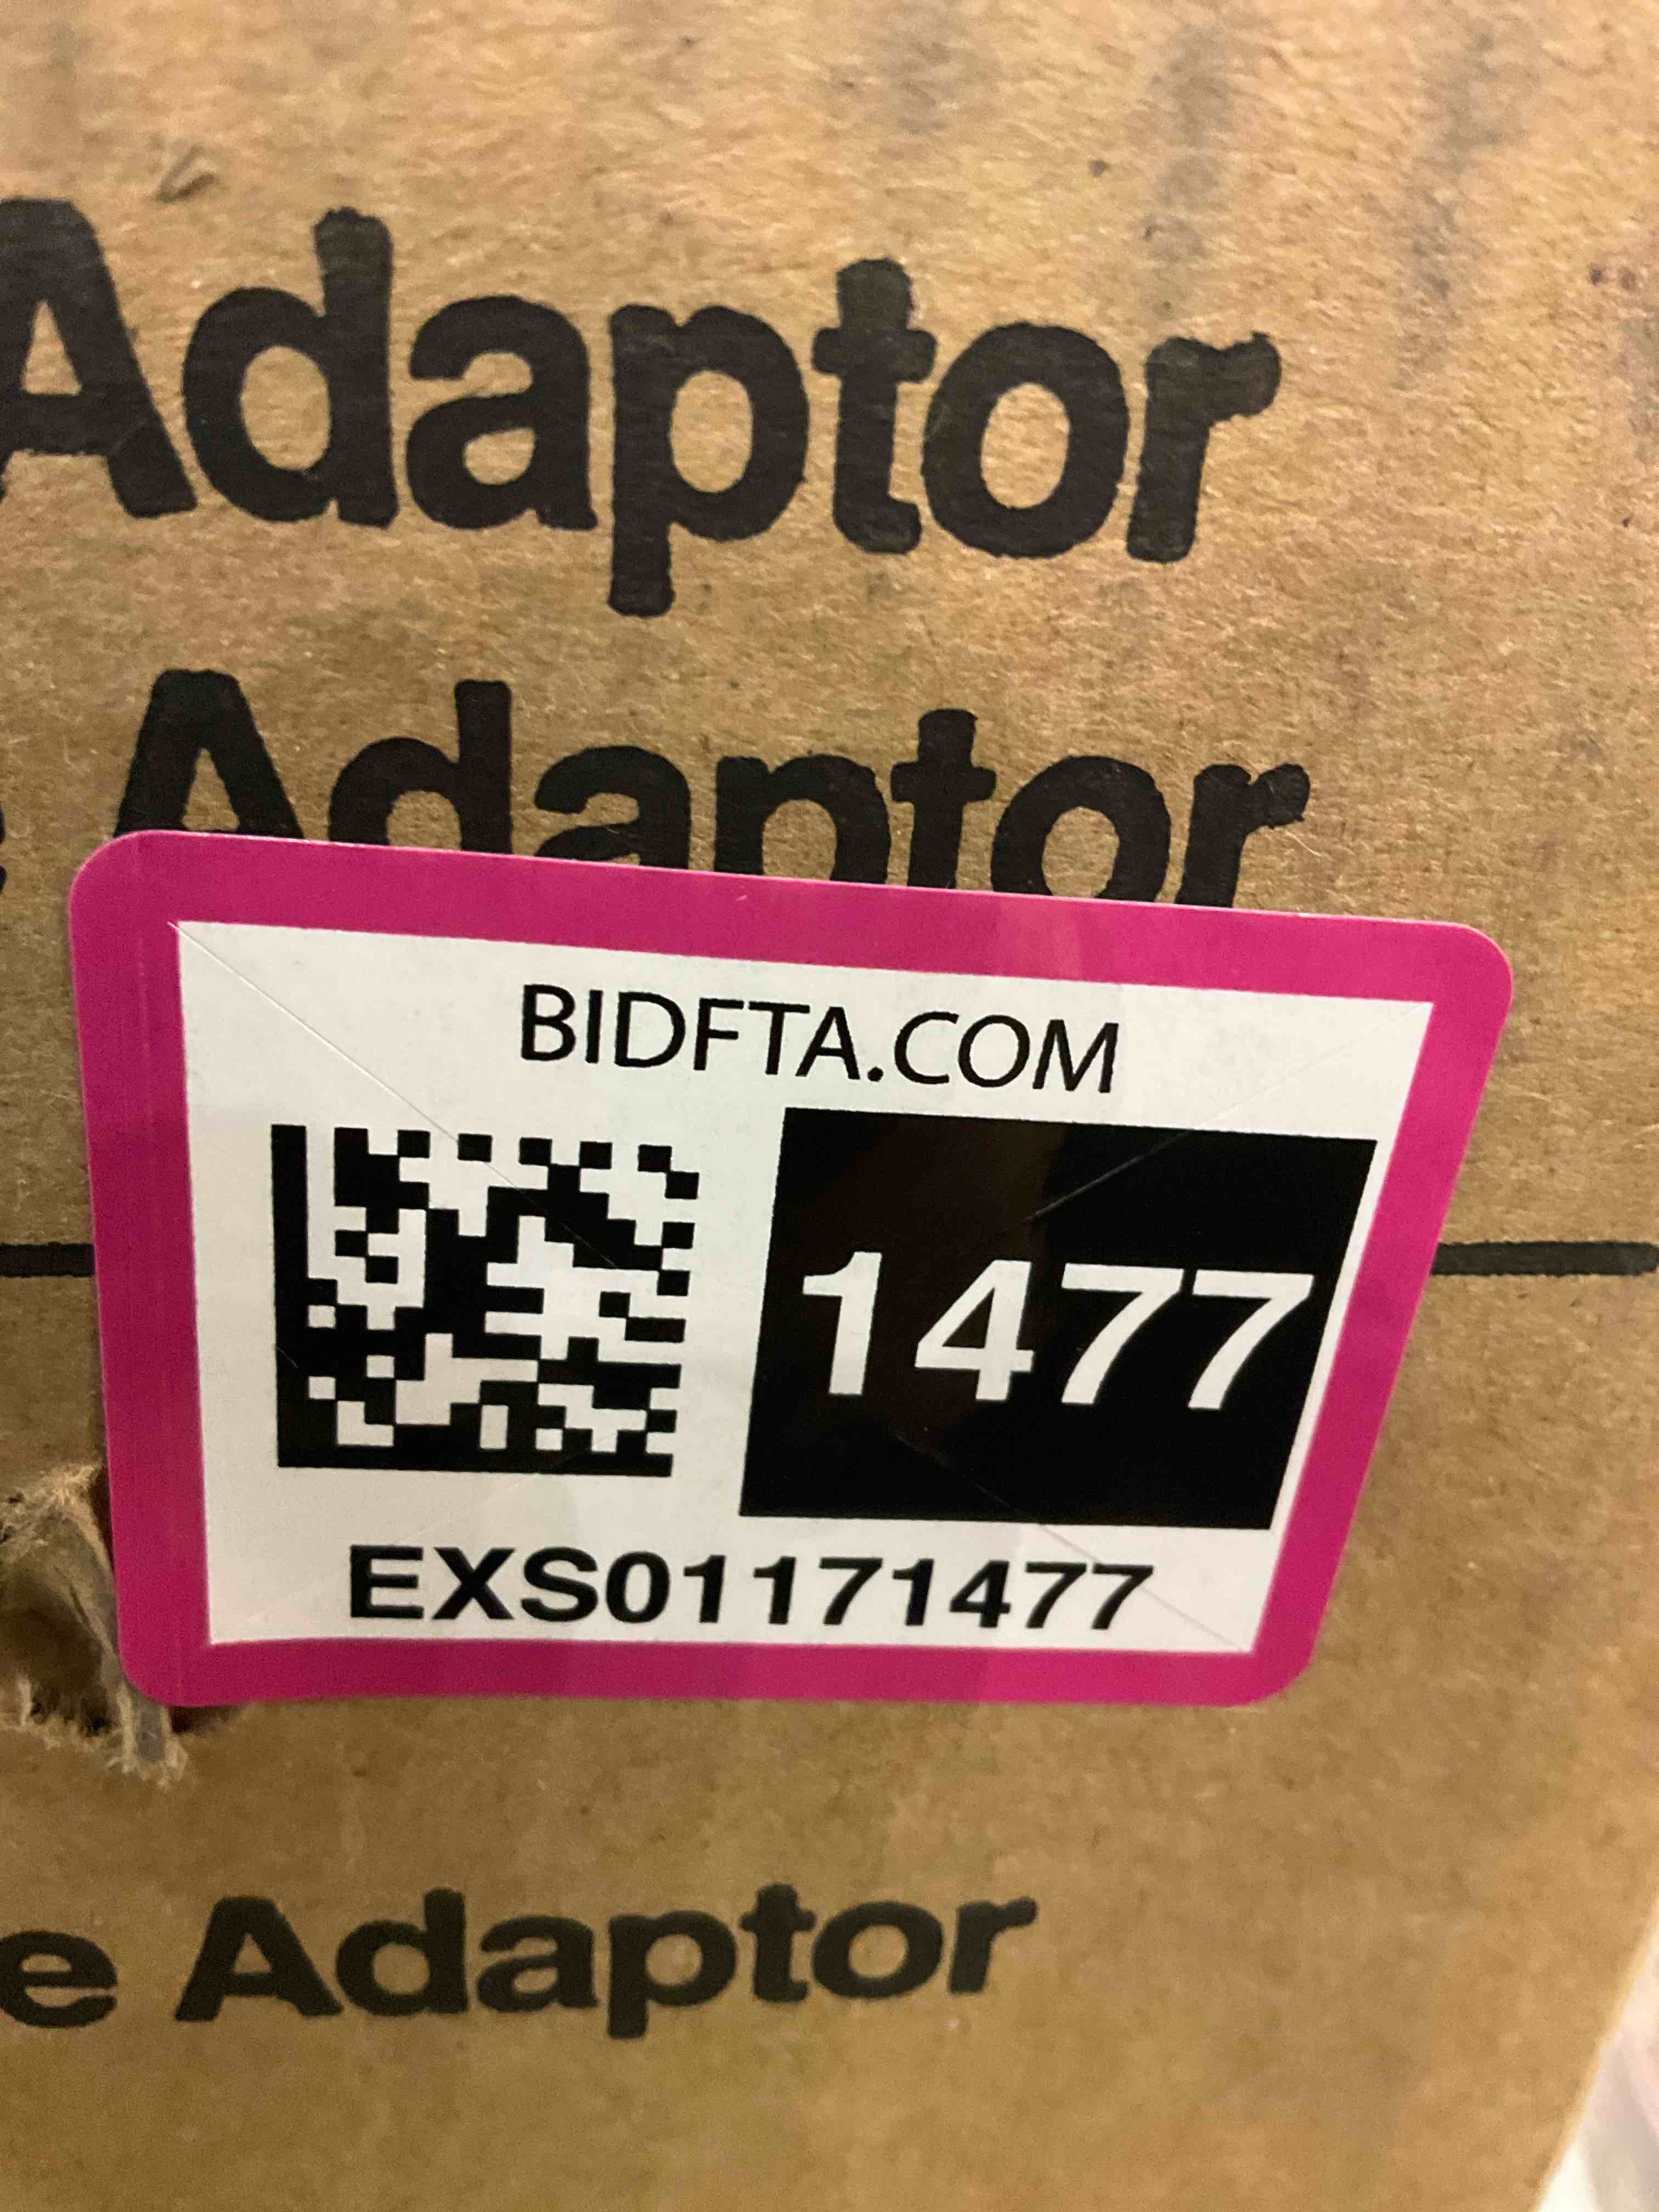 Adaptor
Adaptor
BIDFTA.COM
1477
EXS01171477
e Adaptor